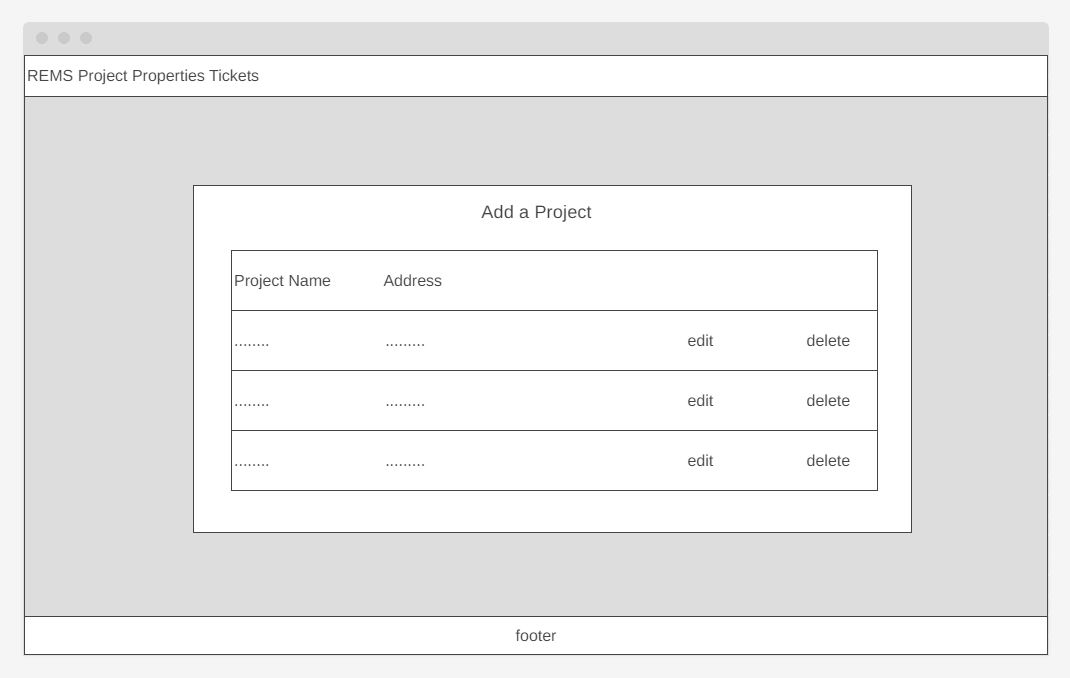 REMS Project Properties Tickets
Add a Project
Project Name Address
........ ......... edit delete
........ ......... edit delete
........ ......... edit delete
footer